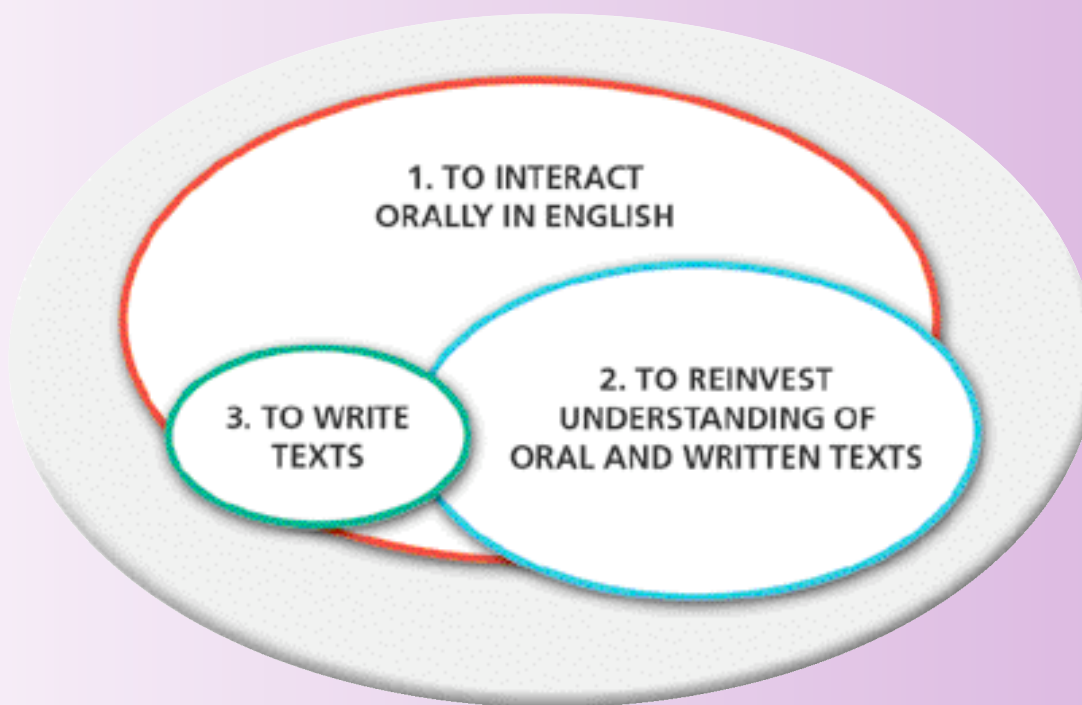 1. TO INTERACT
ORALLY IN ENGLISH
2. TO REINVEST
UNDERSTANDING OF
ORAL AND WRITTEN TEXTS
3. TO WRITE
TEXTS